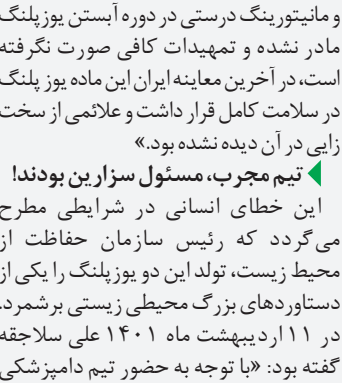 و مانیتورینگ درستی در دوره آبستن یوزپلنگ
مادر نشده و تمهیدات کافی صورت نگرفته
است، در آخرین معاینه ایران این ماده یوز پلنگ
در سلامت کامل قرار داشت و علائمی از سخت
زایی در آن دیده نشده بود.»
تیم مجرب، مسئول سزارین بودند!
این خطای انسانی در شرایطی مطرح
می‌گردد که رئیس سازمان حفاظت از
محیط زیست، تولد این دو یوزپلنگ را یکی از
دستاوردهای بزرگ محیطی زیستی برشمرد.
در ۱۱ اردیبهشت ماه ۱۴۰۱ علی سلاجقه
گفته بود: «با توجه به حضور تیم دامپزشکی